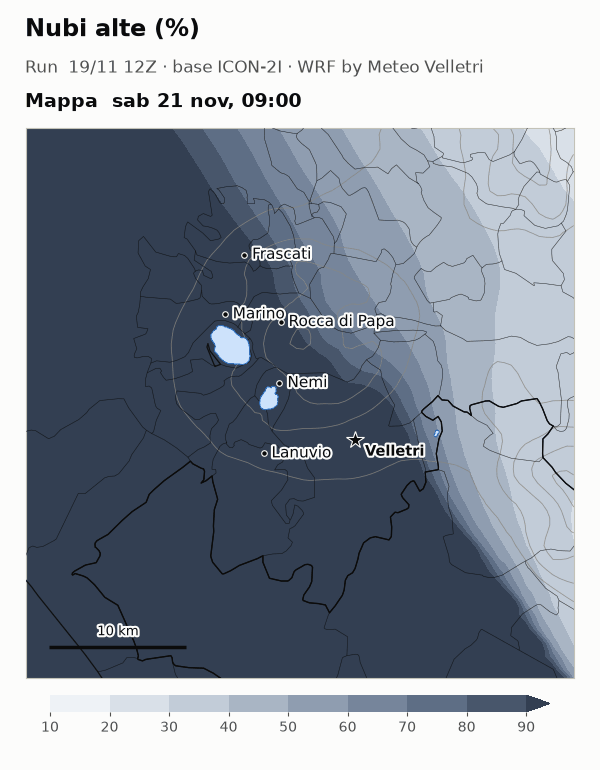 Nubi alte (%)
Run  19/11 12Z · base ICON-2I · WRF by Meteo Velletri
Mappa  sab 21 nov, 09:00
Frascati
Marino
Rocca di Papa
Nemi
Velletri
Lanuvio
10 km
10 20 30 40 50 60 70 80 90